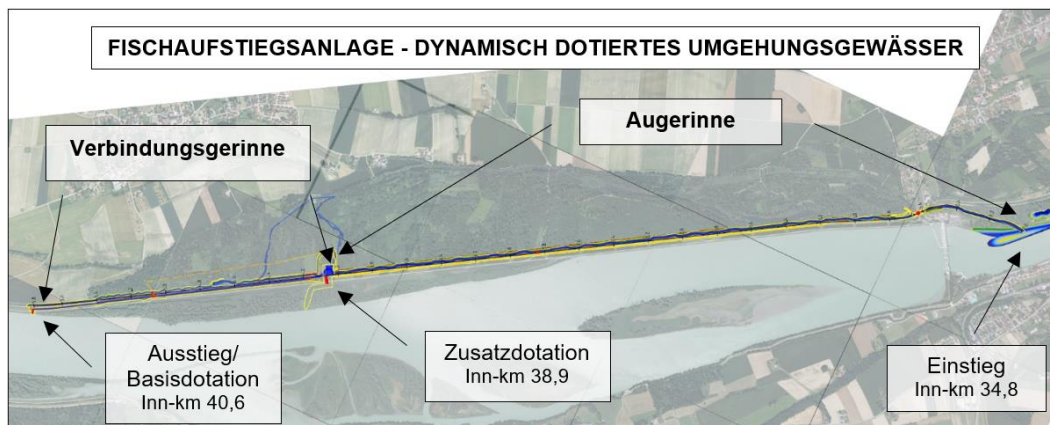 FISCHAUFSTIEGSANLAGE - DYNAMISCH DOTIERTES UMGEHUNGSGEWÄSSER
Verbindungsgerinne
Augerinne
Ausstieg/
Basisdotation
Inn-km 40,6
Zusatzdotation
Inn-km 38,9
Einstieg
Inn-km 34,8